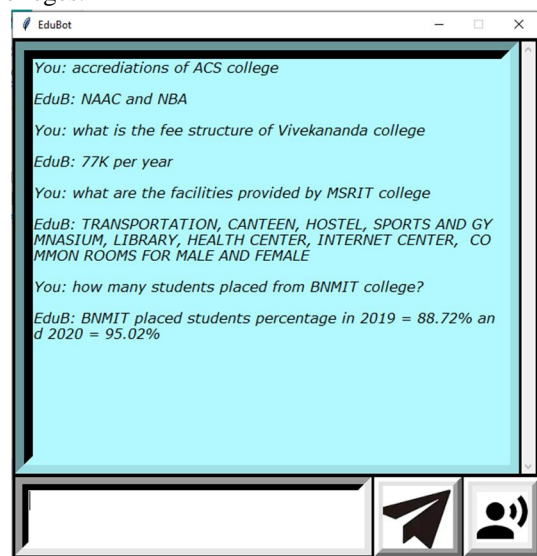 EduBot
You: accrediations of ACS college
EduB: NAAC and NBA
You: what is the fee structure of Vivekananda college
EduB: 77K per year
You: what are the facilities provided by MSRIT college
EduB: TRANSPORTATION, CANTEEN, HOSTEL, SPORTS AND GY
MNASIUM, LIBRARY, HEALTH CENTER, INTERNET CENTER,  CO
MMON ROOMS FOR MALE AND FEMALE
You: how many students placed from BNMIT college?
EduB: BNMIT placed students percentage in 2019 = 88.72% an
d 2020 = 95.02%